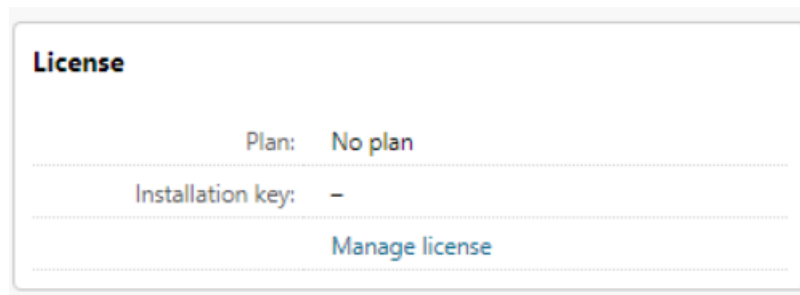 License
Plan: No plan
Installation key: –
Manage license